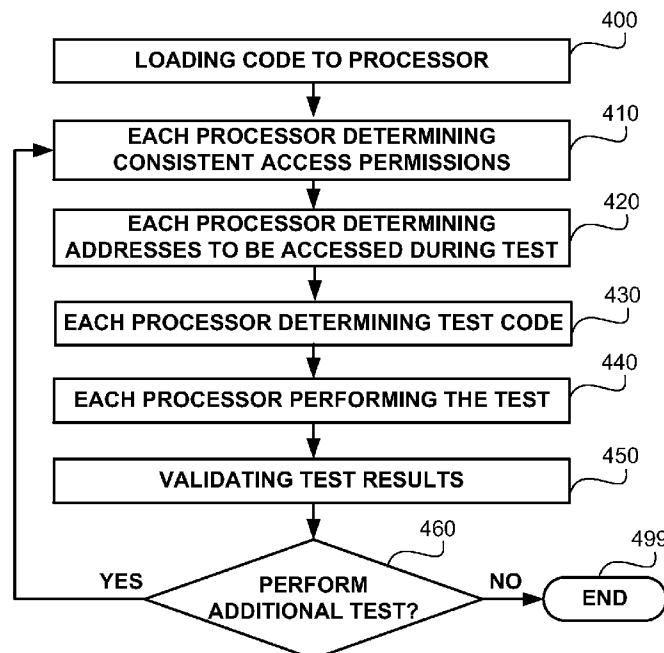 400
LOADING CODE TO PROCESSOR
410
EACH PROCESSOR DETERMINING
CONSISTENT ACCESS PERMISSIONS
420
EACH PROCESSOR DETERMINING
ADDRESSES TO BE ACCESSED DURING TEST
430
EACH PROCESSOR DETERMINING TEST CODE
440
EACH PROCESSOR PERFORMING THE TEST
450
VALIDATING TEST RESULTS
460
499
YES
PERFORM
ADDITIONAL TEST?
NO
END